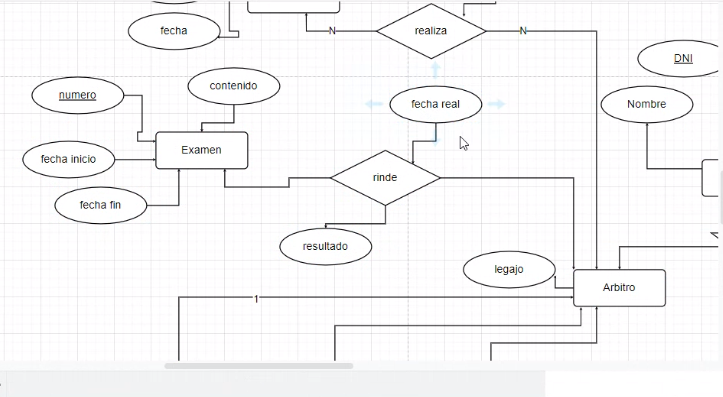 fecha
N
realiza
N
DNI
contenido
numero
fecha real
Nombre
Examen
fecha inicio
rinde
fecha fin
resultado
legajo
Arbitro
1